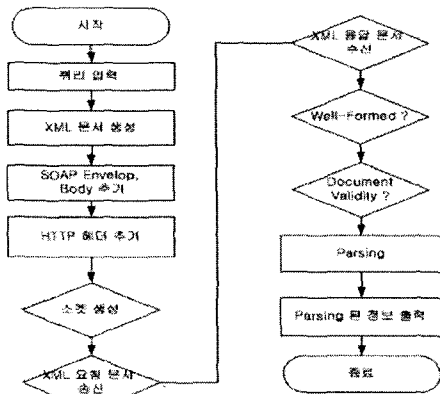 시작
쿼리 입력
XML 문서 생성
SOAP Envelop,
Body 추가
HTTP 헤더 추가
소켓 생성
XML 요청 문서
송신
XML 응답 문서
수신
Well-Formed ?
Document
Validity ?
Parsing
Parsing 된 정보 출력
종료